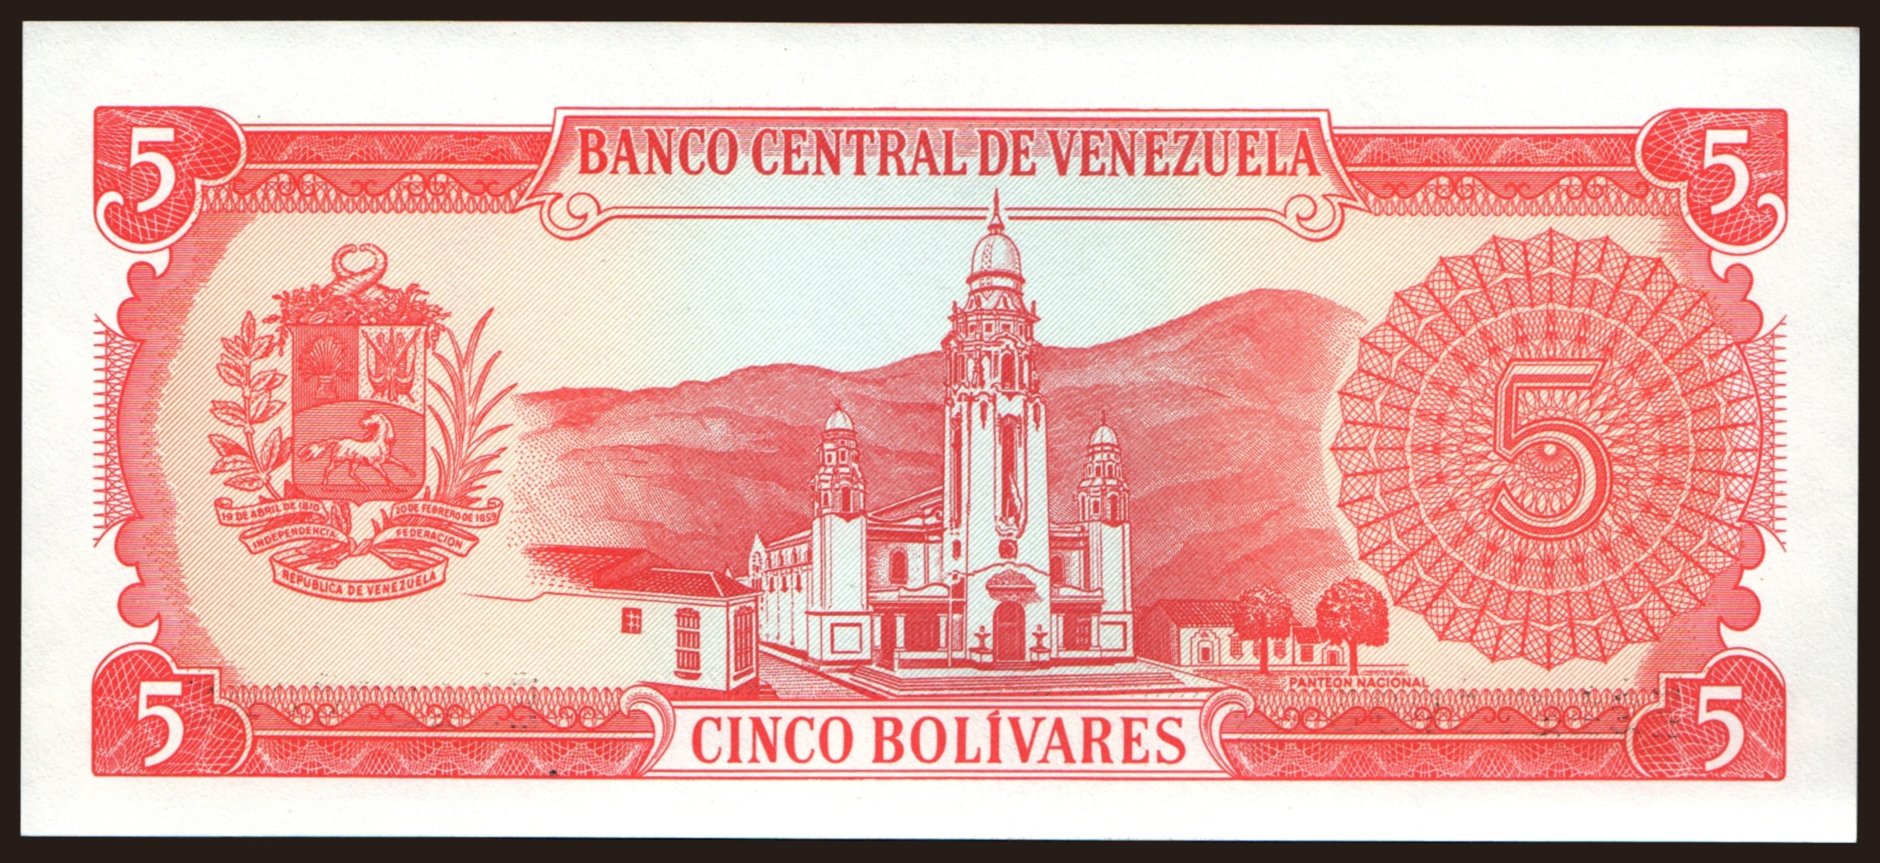 5
BANCO CENTRAL DE VENEZUELA
5
19 DE ABRIL DE 1810
20 DE FEBRERO DE 1859
INDEPENDENCIA
FEDERACION
REPUBLICA DE VENEZUELA
5
PANTEON NACIONAL
5
CINCO BOLÍVARES
5